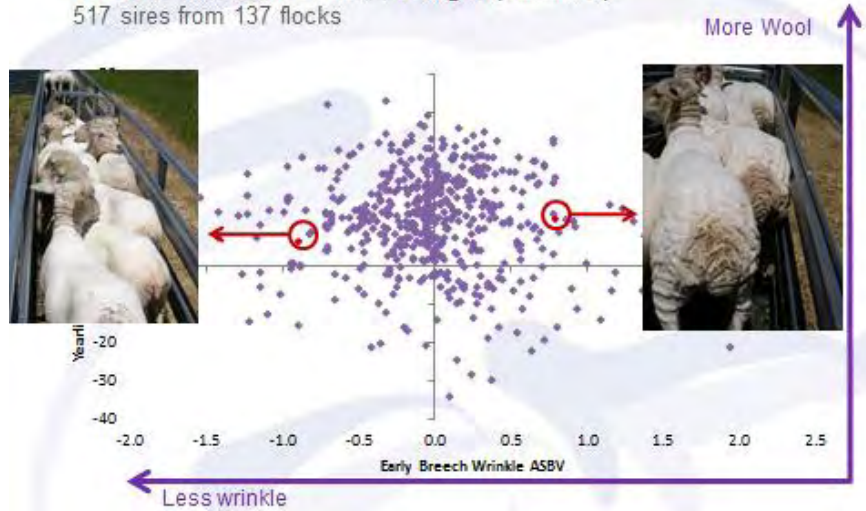 517 sires from 137 flocks
More Wool
-20
-30
-40
-2.0 -1.5 -1.0 -0.5 0.0 0.5 1.0 1.5 2.0 2.5
Early Breech Wrinkle ASBV
Less wrinkle